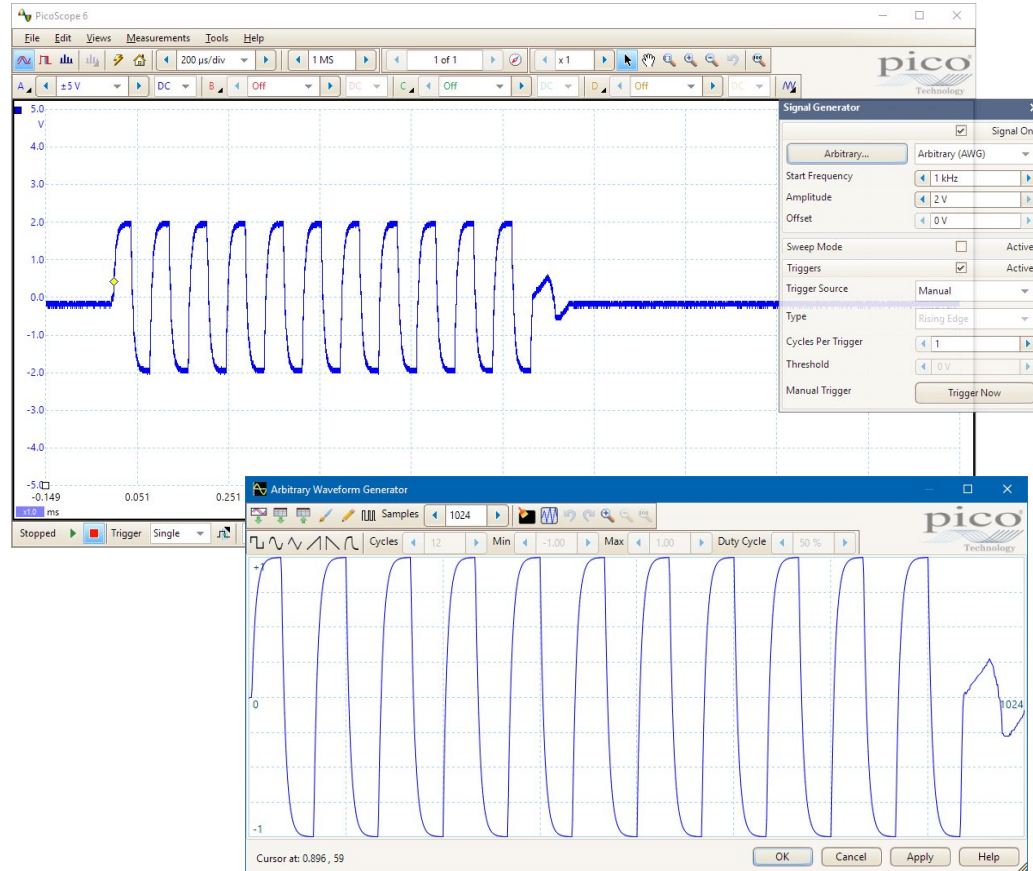 PicoScope 6
File Edit Views Measurements Tools Help
200 µs/div 1 MS 1 of 1 x 1
pico
Technology
A ±5 V DC B Off DC C Off DC D Off DC
5.0
V
4.0
3.0
2.0
1.0
0.0
-1.0
-2.0
-3.0
-4.0
-5.0
-0.149 0.051 0.251
x1.0 ms
Stopped Trigger Single
Signal Generator
Signal On
Arbitrary... Arbitrary (AWG)
Start Frequency 1 kHz
Amplitude 2 V
Offset 0 V
Sweep Mode Active
Triggers Active
Trigger Source Manual
Type Rising Edge
Cycles Per Trigger 1
Threshold 0 V
Manual Trigger Trigger Now
Arbitrary Waveform Generator
Samples 1024
pico
Technology
Cycles 12 Min -1.00 Max 1.00 Duty Cycle 50 %
+1
0 1024
-1
Cursor at: 0.896 , 59 OK Cancel Apply Help